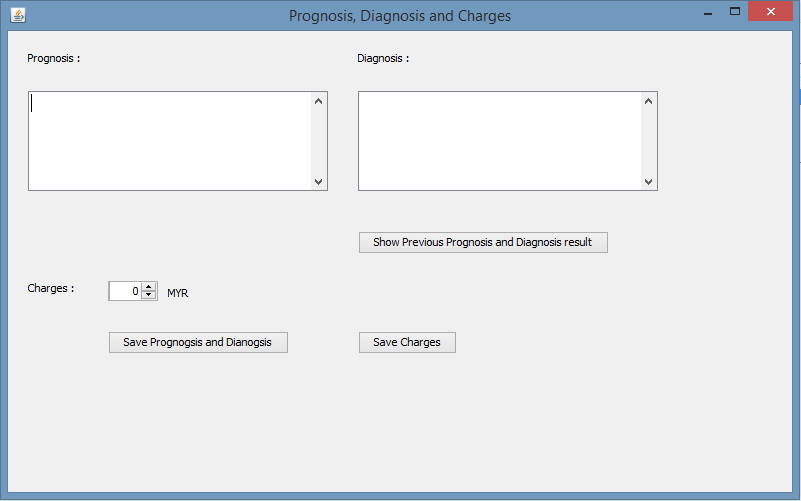 Prognosis, Diagnosis and Charges
Prognosis :
Diagnosis :
Show Previous Prognosis and Diagnosis result
Charges :
0
MYR
Save Prognogsis and Dianogsis
Save Charges